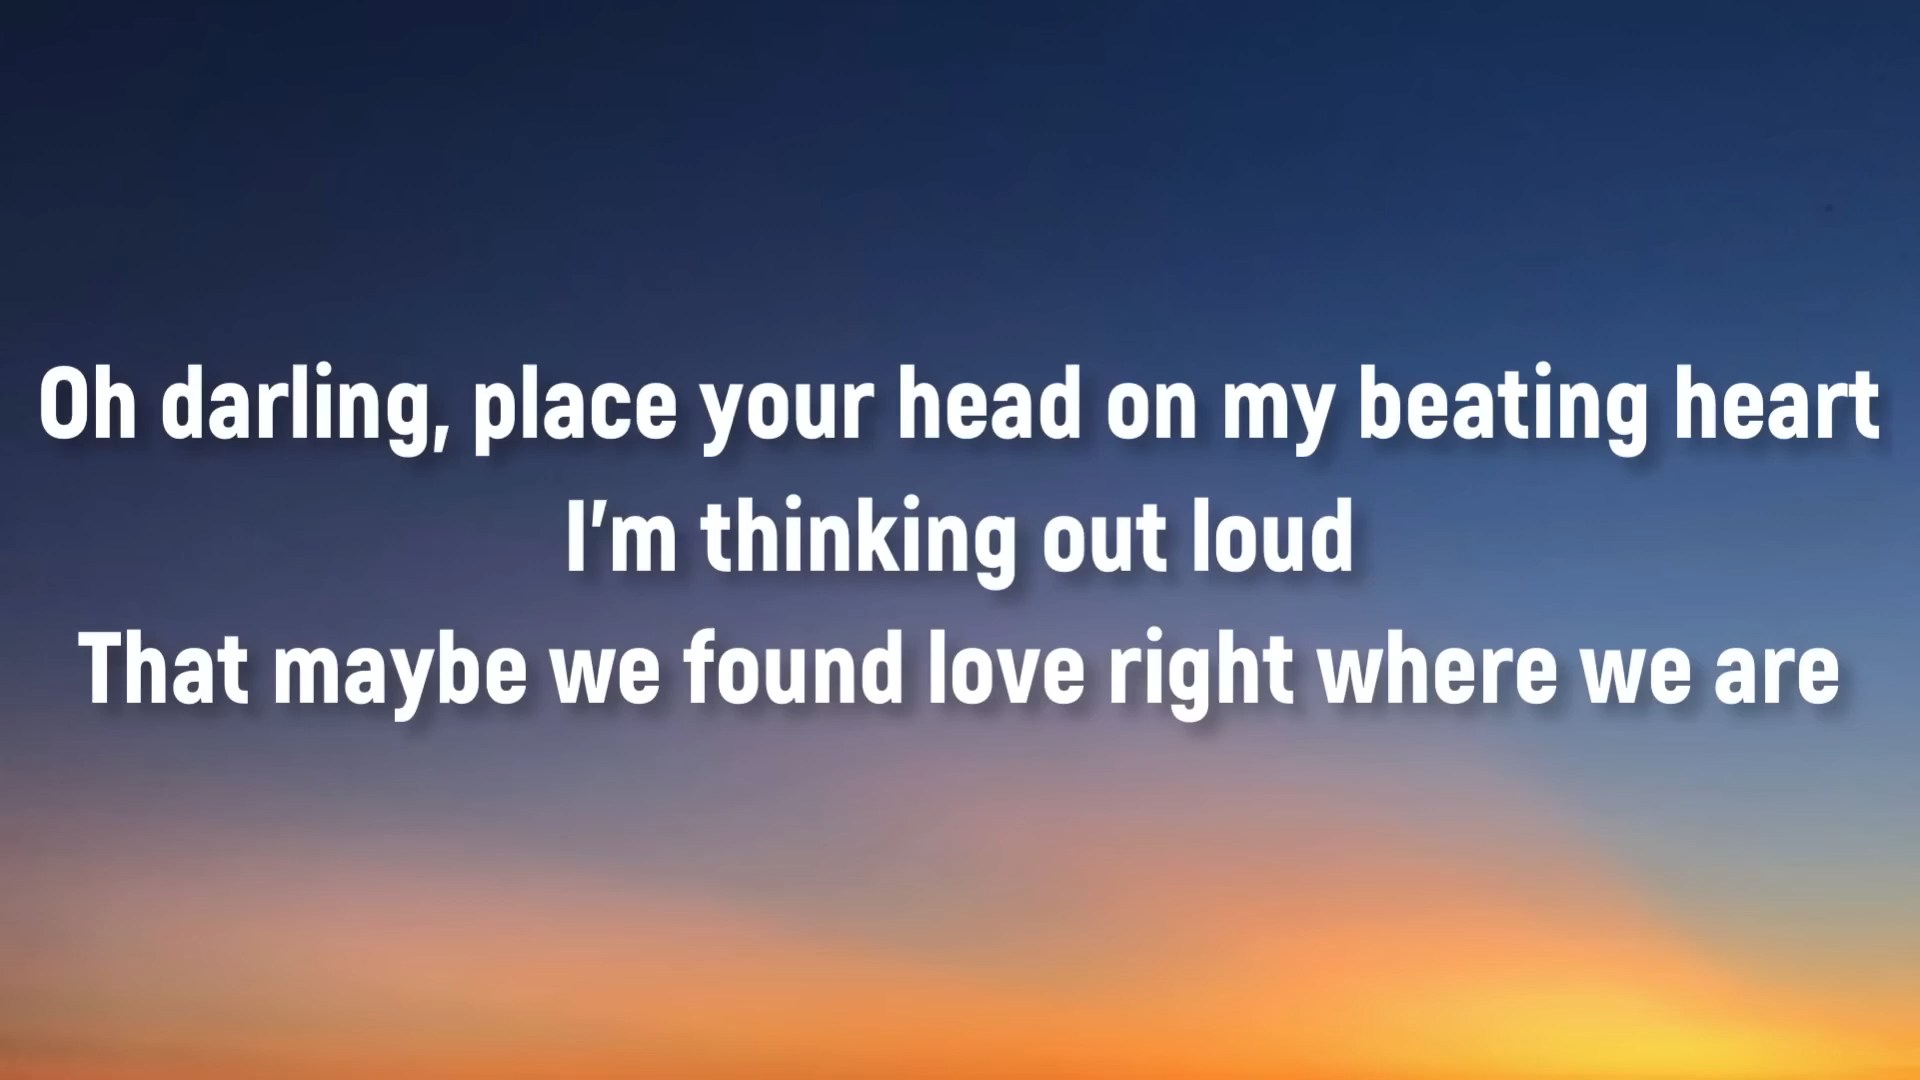 Oh darling, place your head on my beating heart
I'm thinking out loud
That maybe we found love right where we are